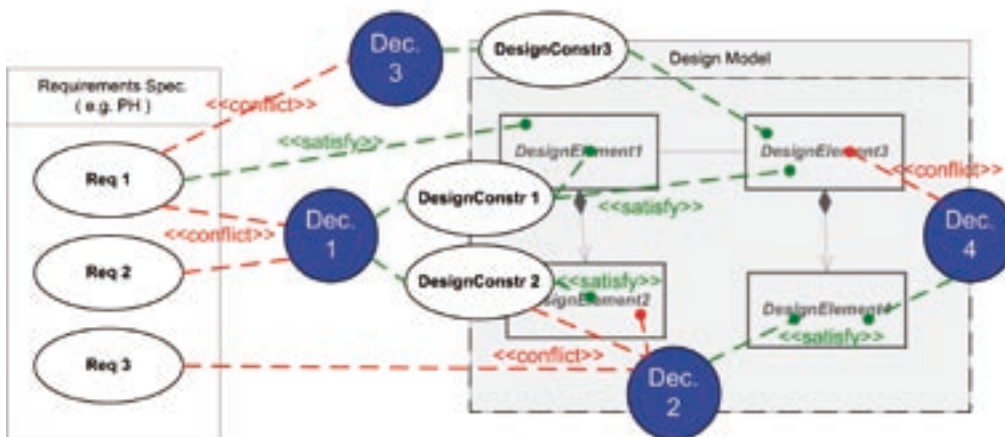 Dec.
3
DesignConstr3
Design Model
Requirements Spec.
( e.g. PH )
<<conflict>>
<<satisfy>>
DesignElement1
DesignElement3
<<conflict>>
Req 1
DesignConstr 1
<<satisfy>>
Dec.
1
<<conflict>>
Dec.
4
Req 2
DesignConstr 2
<<satisfy>>
DesignElement4
<<satisfy>>
Req 3
<<conflict>>
Dec.
2